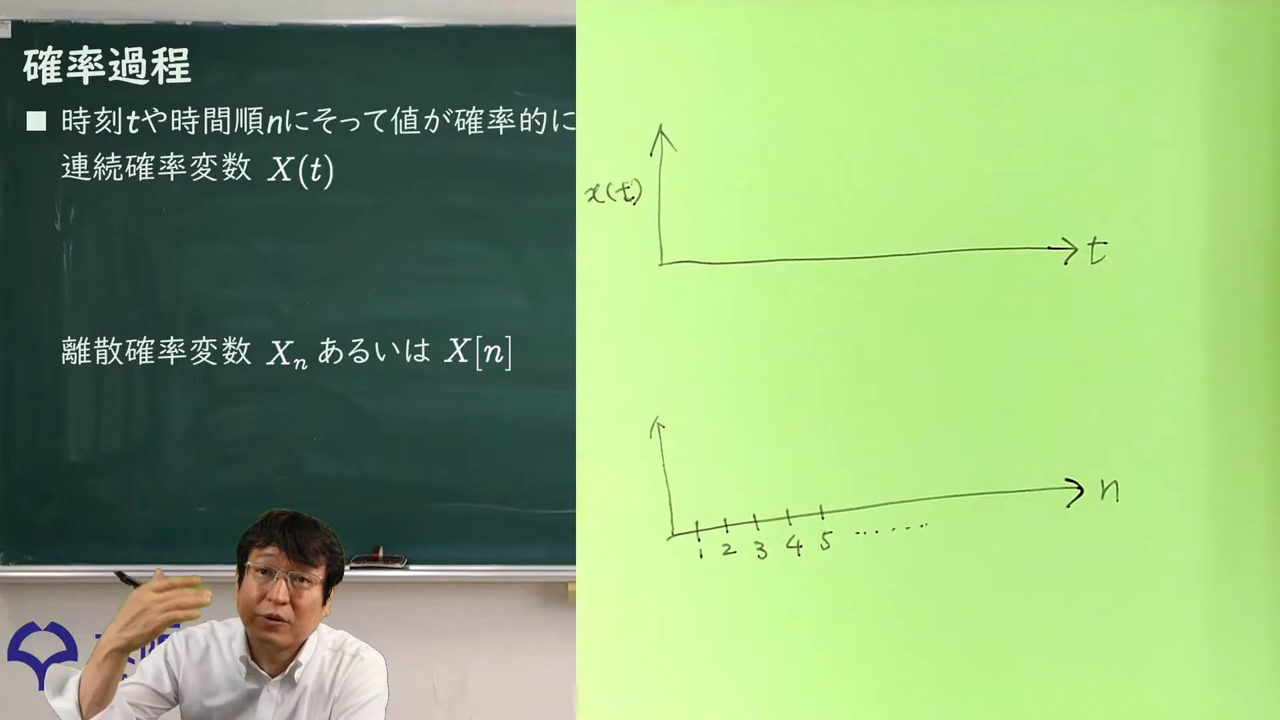 確率過程
■ 時刻tや時間順nにそって値が確率的に
連続確率変数 X(t)
離散確率変数 Xₙ あるいは X[n]
x(t)
t
n
1 2 3 4 5 ......